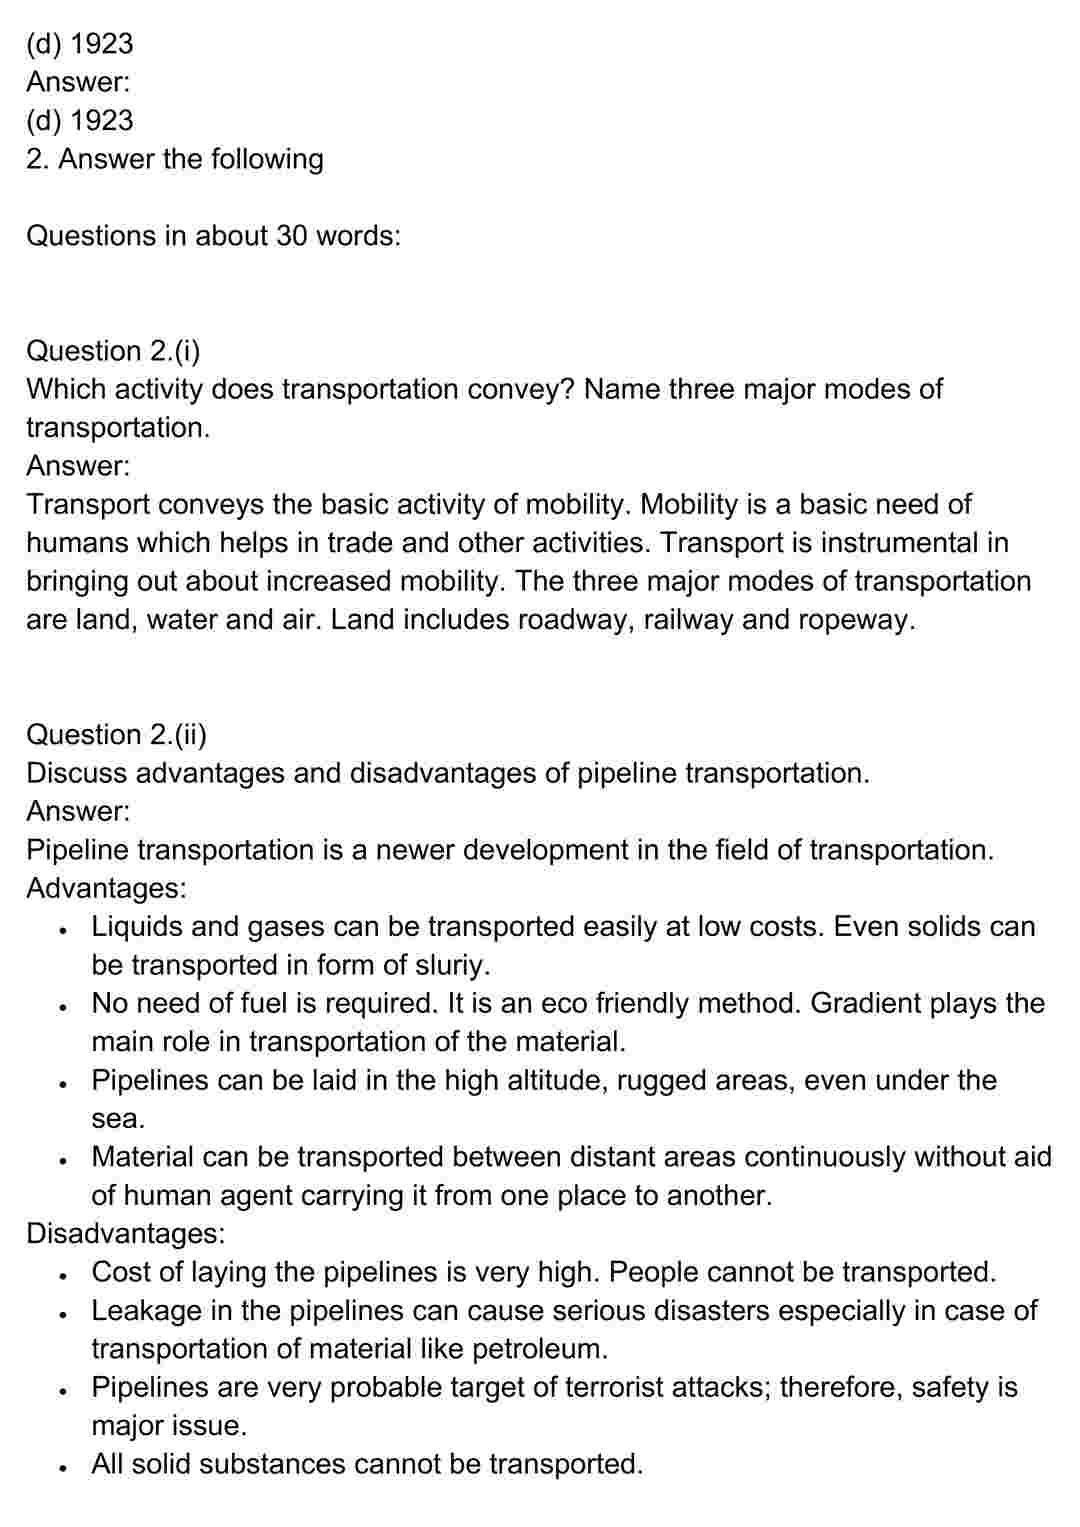 (d) 1923
Answer:
(d) 1923
2. Answer the following
Questions in about 30 words:
Question 2.(i)
Which activity does transportation convey? Name three major modes of
transportation.
Answer:
Transport conveys the basic activity of mobility. Mobility is a basic need of
humans which helps in trade and other activities. Transport is instrumental in
bringing out about increased mobility. The three major modes of transportation
are land, water and air. Land includes roadway, railway and ropeway.
Question 2.(ii)
Discuss advantages and disadvantages of pipeline transportation.
Answer:
Pipeline transportation is a newer development in the field of transportation.
Advantages:
• Liquids and gases can be transported easily at low costs. Even solids can
be transported in form of sluriy.
• No need of fuel is required. It is an eco friendly method. Gradient plays the
main role in transportation of the material.
• Pipelines can be laid in the high altitude, rugged areas, even under the
sea.
• Material can be transported between distant areas continuously without aid
of human agent carrying it from one place to another.
Disadvantages:
• Cost of laying the pipelines is very high. People cannot be transported.
• Leakage in the pipelines can cause serious disasters especially in case of
transportation of material like petroleum.
• Pipelines are very probable target of terrorist attacks; therefore, safety is
major issue.
• All solid substances cannot be transported.